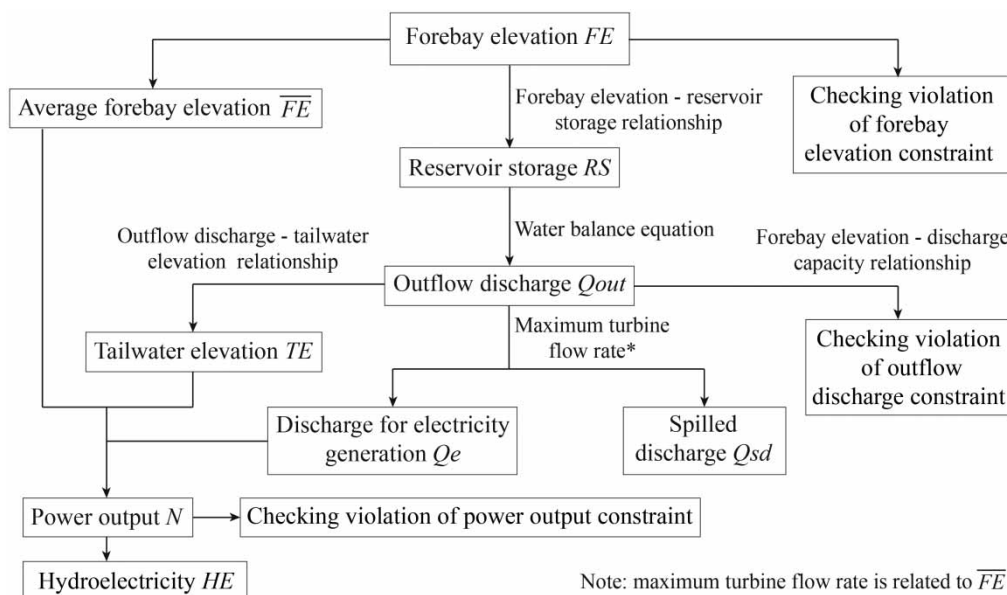 Forebay elevation FE
Average forebay elevation F̅E̅
Forebay elevation - reservoir
storage relationship
Checking violation
of forebay
elevation constraint
Reservoir storage RS
Water balance equation
Outflow discharge - tailwater
elevation relationship
Forebay elevation - discharge
capacity relationship
Outflow discharge Qout
Maximum turbine
flow rate*
Tailwater elevation TE
Checking violation
of outflow
discharge constraint
Discharge for electricity
generation Qe
Spilled
discharge Qsd
Power output N
Checking violation of power output constraint
Hydroelectricity HE
Note: maximum turbine flow rate is related to F̅E̅